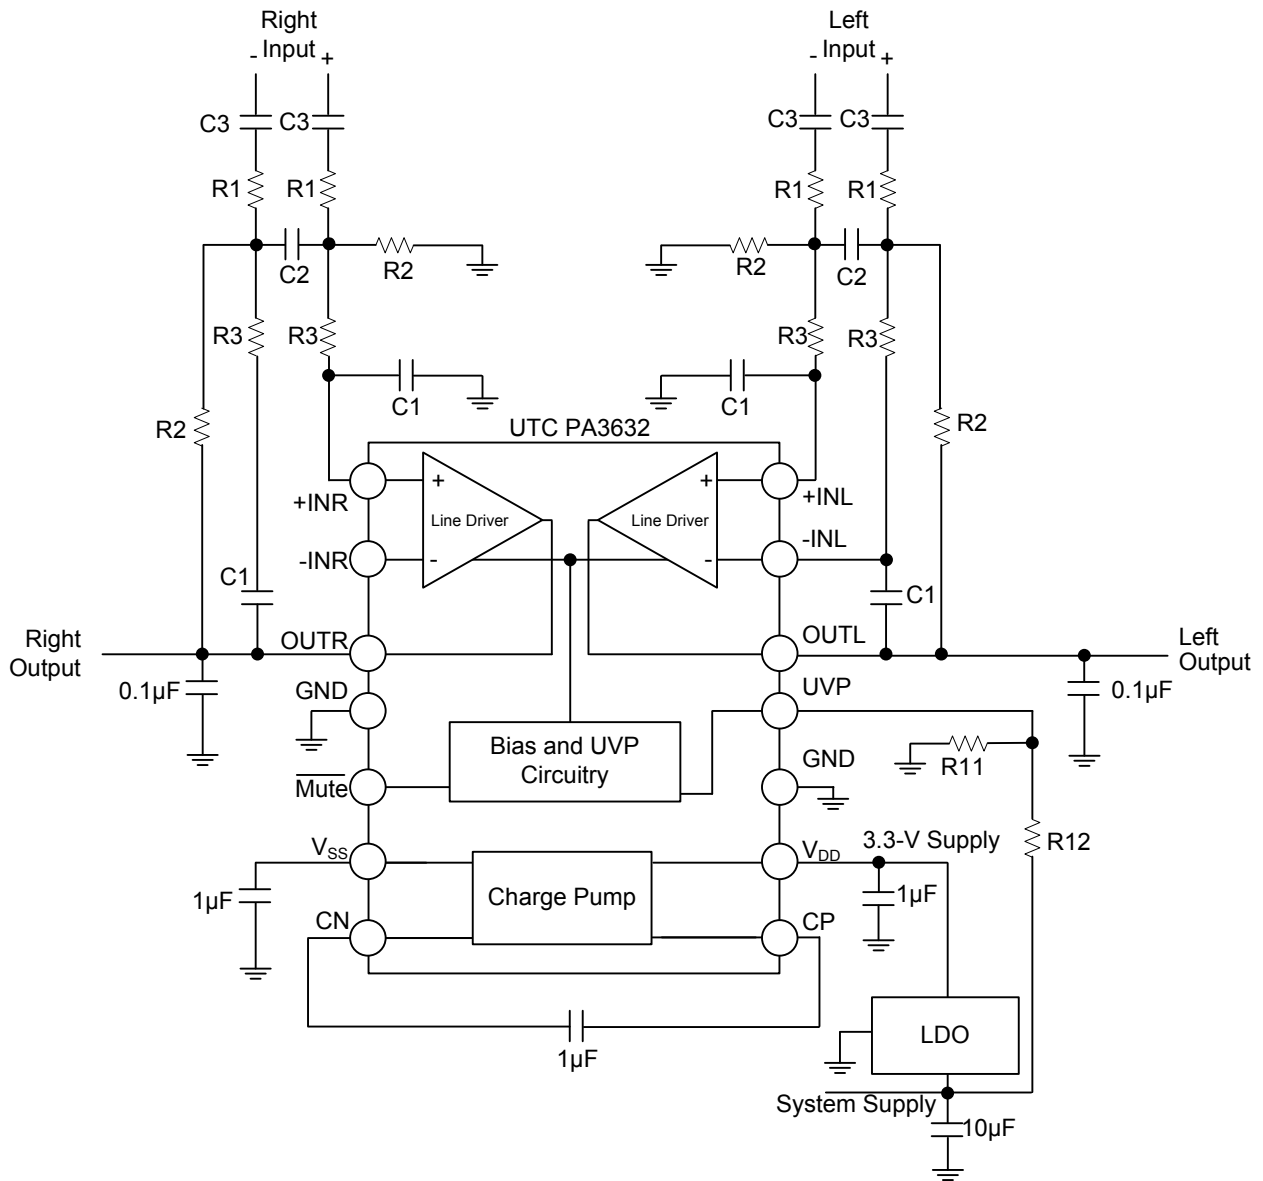 Right
Input
- +
Left
Input
- +
C3 C3
C3 C3
R1 R1
R1 R1
C2 R2
R2 C2
R3 R3
R3 R3
C1
C1
R2
R2
UTC PA3632
+INR
+ Line Driver -
+ Line Driver -
+INL
-INR
-INL
C1
C1
Right
Output
OUTR
OUTL
Left
Output
0.1µF
GND
UVP
0.1µF
Bias and UVP
Circuitry
GND
R11
Mute
VSS
VDD
3.3-V Supply
R12
1µF
Charge Pump
1µF
CN
CP
1µF
LDO
System Supply
10µF